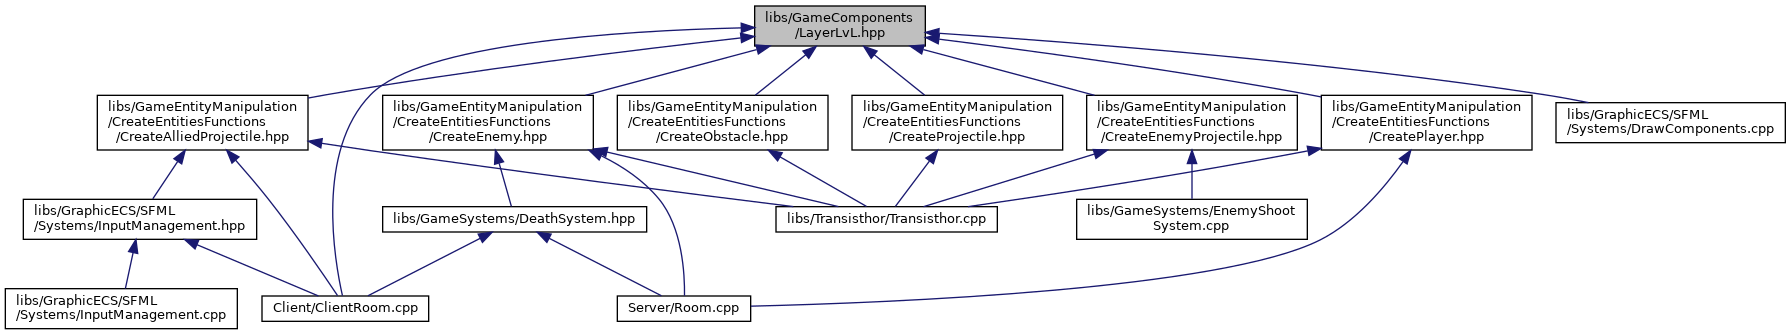 libs/GameComponents
/LayerLvL.hpp
libs/GameEntityManipulation
/CreateEntitiesFunctions
/CreateAlliedProjectile.hpp
libs/GameEntityManipulation
/CreateEntitiesFunctions
/CreateEnemy.hpp
libs/GameEntityManipulation
/CreateEntitiesFunctions
/CreateObstacle.hpp
libs/GameEntityManipulation
/CreateEntitiesFunctions
/CreateProjectile.hpp
libs/GameEntityManipulation
/CreateEntitiesFunctions
/CreateEnemyProjectile.hpp
libs/GameEntityManipulation
/CreateEntitiesFunctions
/CreatePlayer.hpp
libs/GraphicECS/SFML
/Systems/DrawComponents.cpp
libs/GraphicECS/SFML
/Systems/InputManagement.hpp
libs/GameSystems/DeathSystem.hpp
libs/Transisthor/Transisthor.cpp
libs/GameSystems/EnemyShoot
System.cpp
libs/GraphicECS/SFML
/Systems/InputManagement.cpp
Client/ClientRoom.cpp
Server/Room.cpp